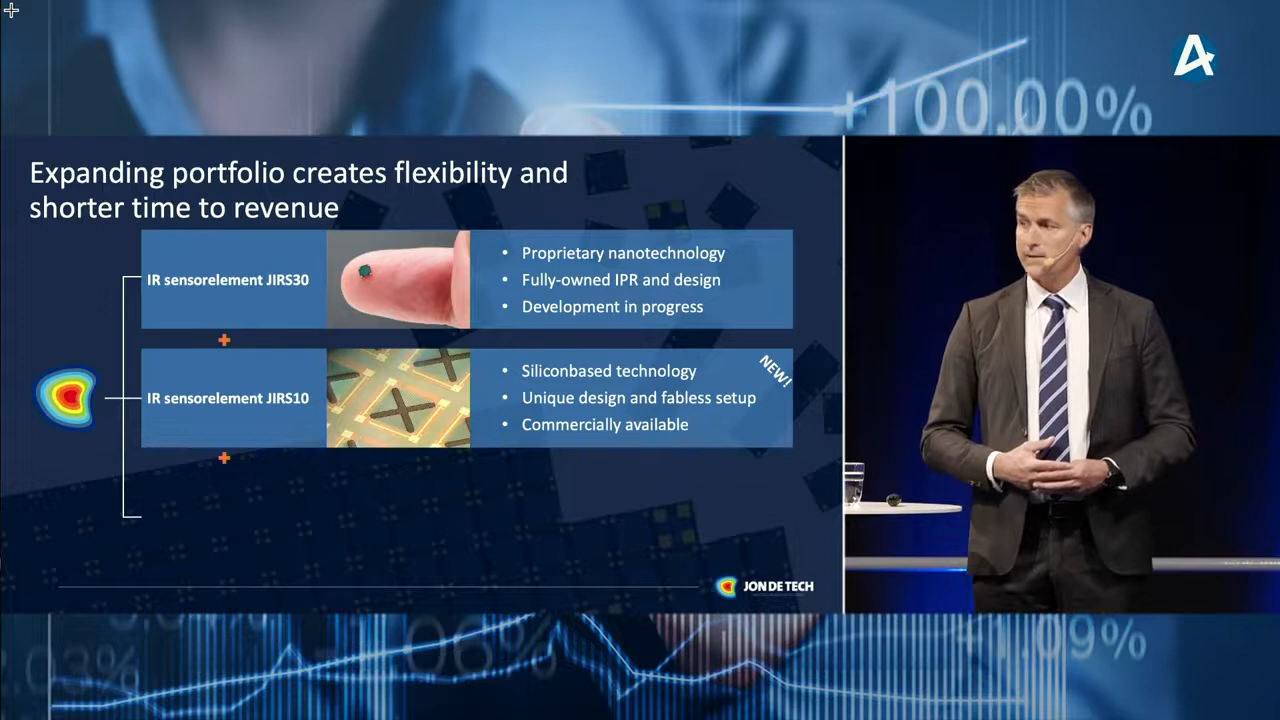 +100.00%
Expanding portfolio creates flexibility and
shorter time to revenue
IR sensorelement JIRS30
• Proprietary nanotechnology
• Fully-owned IPR and design
• Development in progress
IR sensorelement JIRS10
• Siliconbased technology
• Unique design and fabless setup
• Commercially available
NEW!
JONDETECH